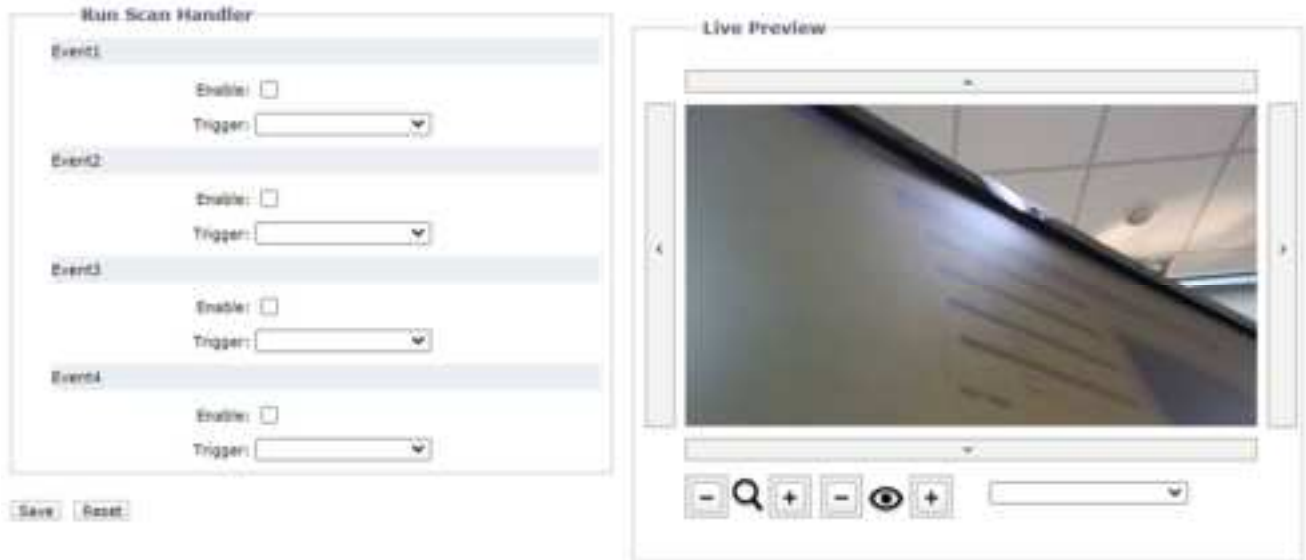 Run Scan Handler
Event1
Enable:
Trigger:
Event2
Enable:
Trigger:
Event3
Enable:
Trigger:
Event4
Enable:
Trigger:
Save Reset
Live Preview